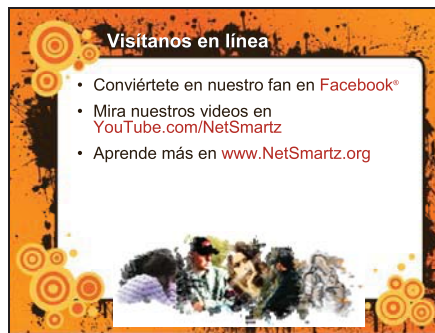 Visítanos en línea
• Conviértete en nuestro fan en Facebook®
• Mira nuestros videos en
YouTube.com/NetSmartz
• Aprende más en www.NetSmartz.org